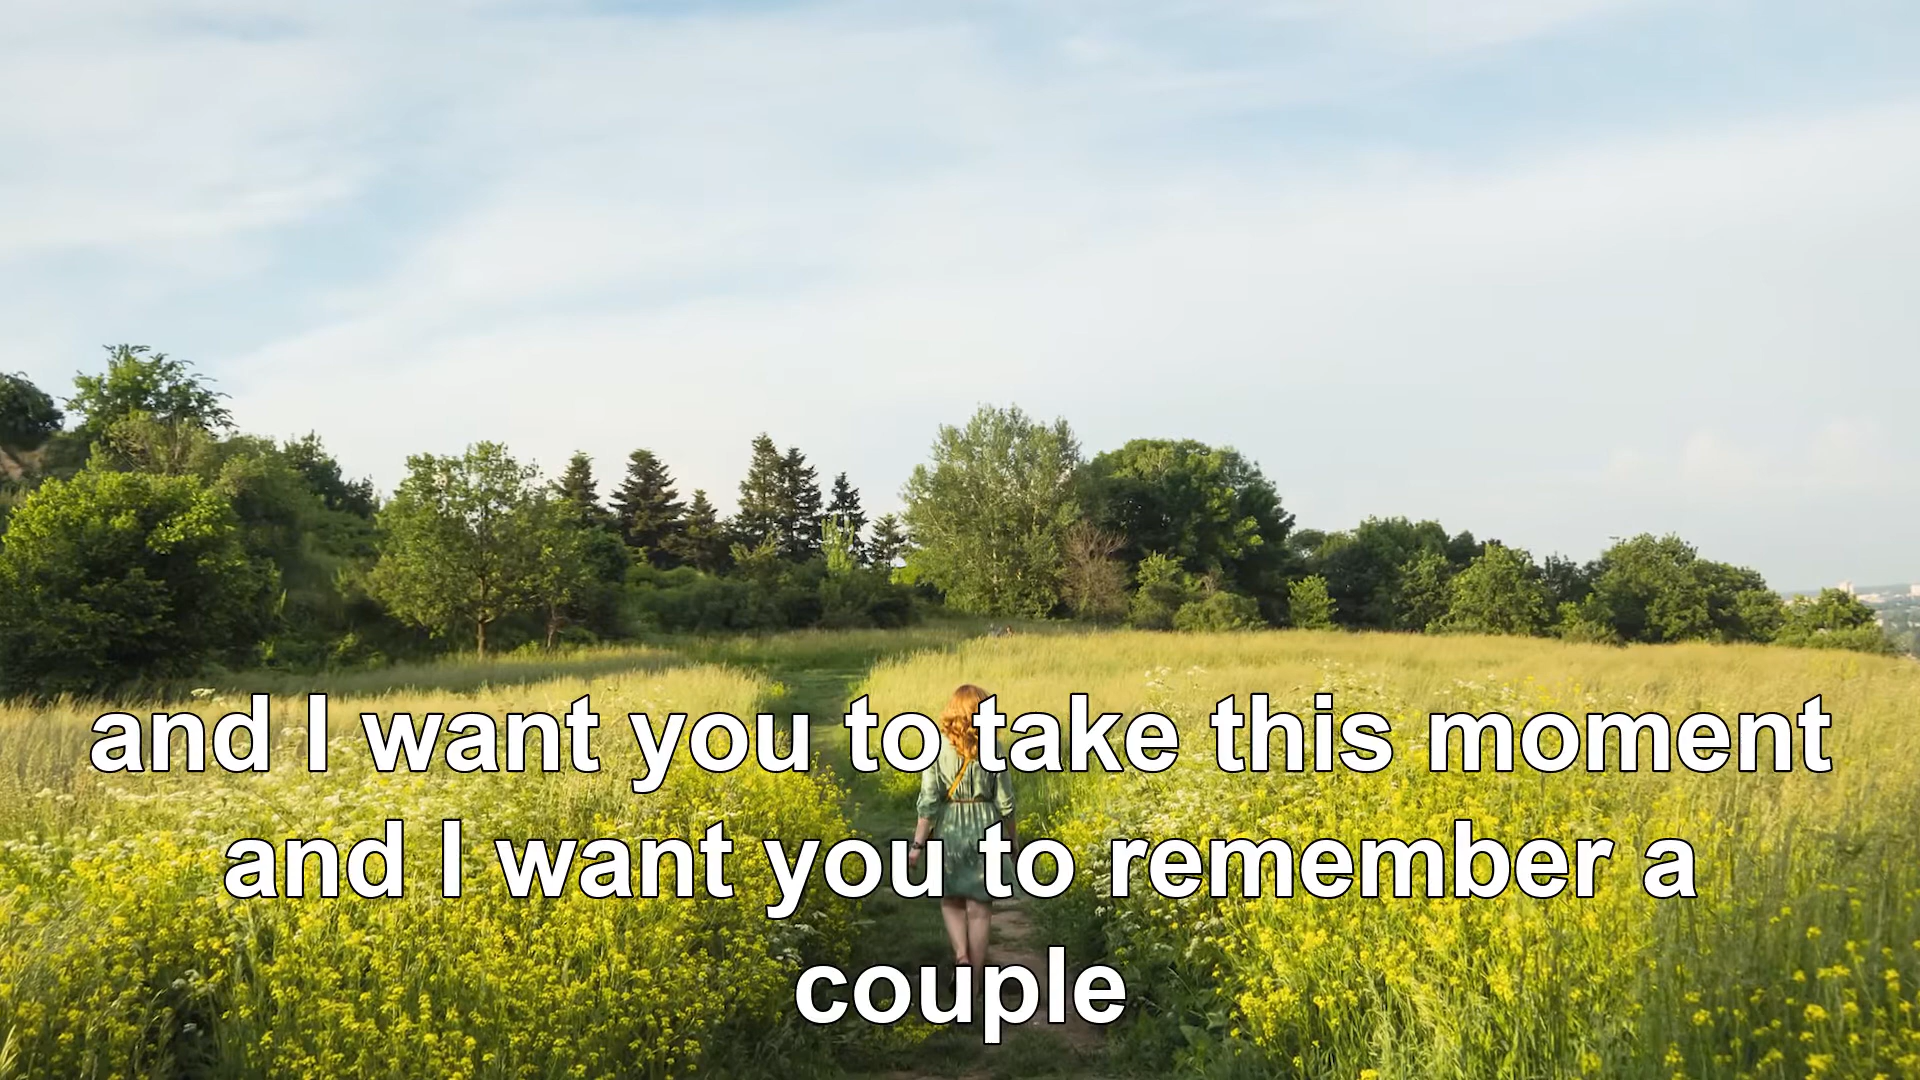 and I want you to take this moment
and I want you to remember a
couple